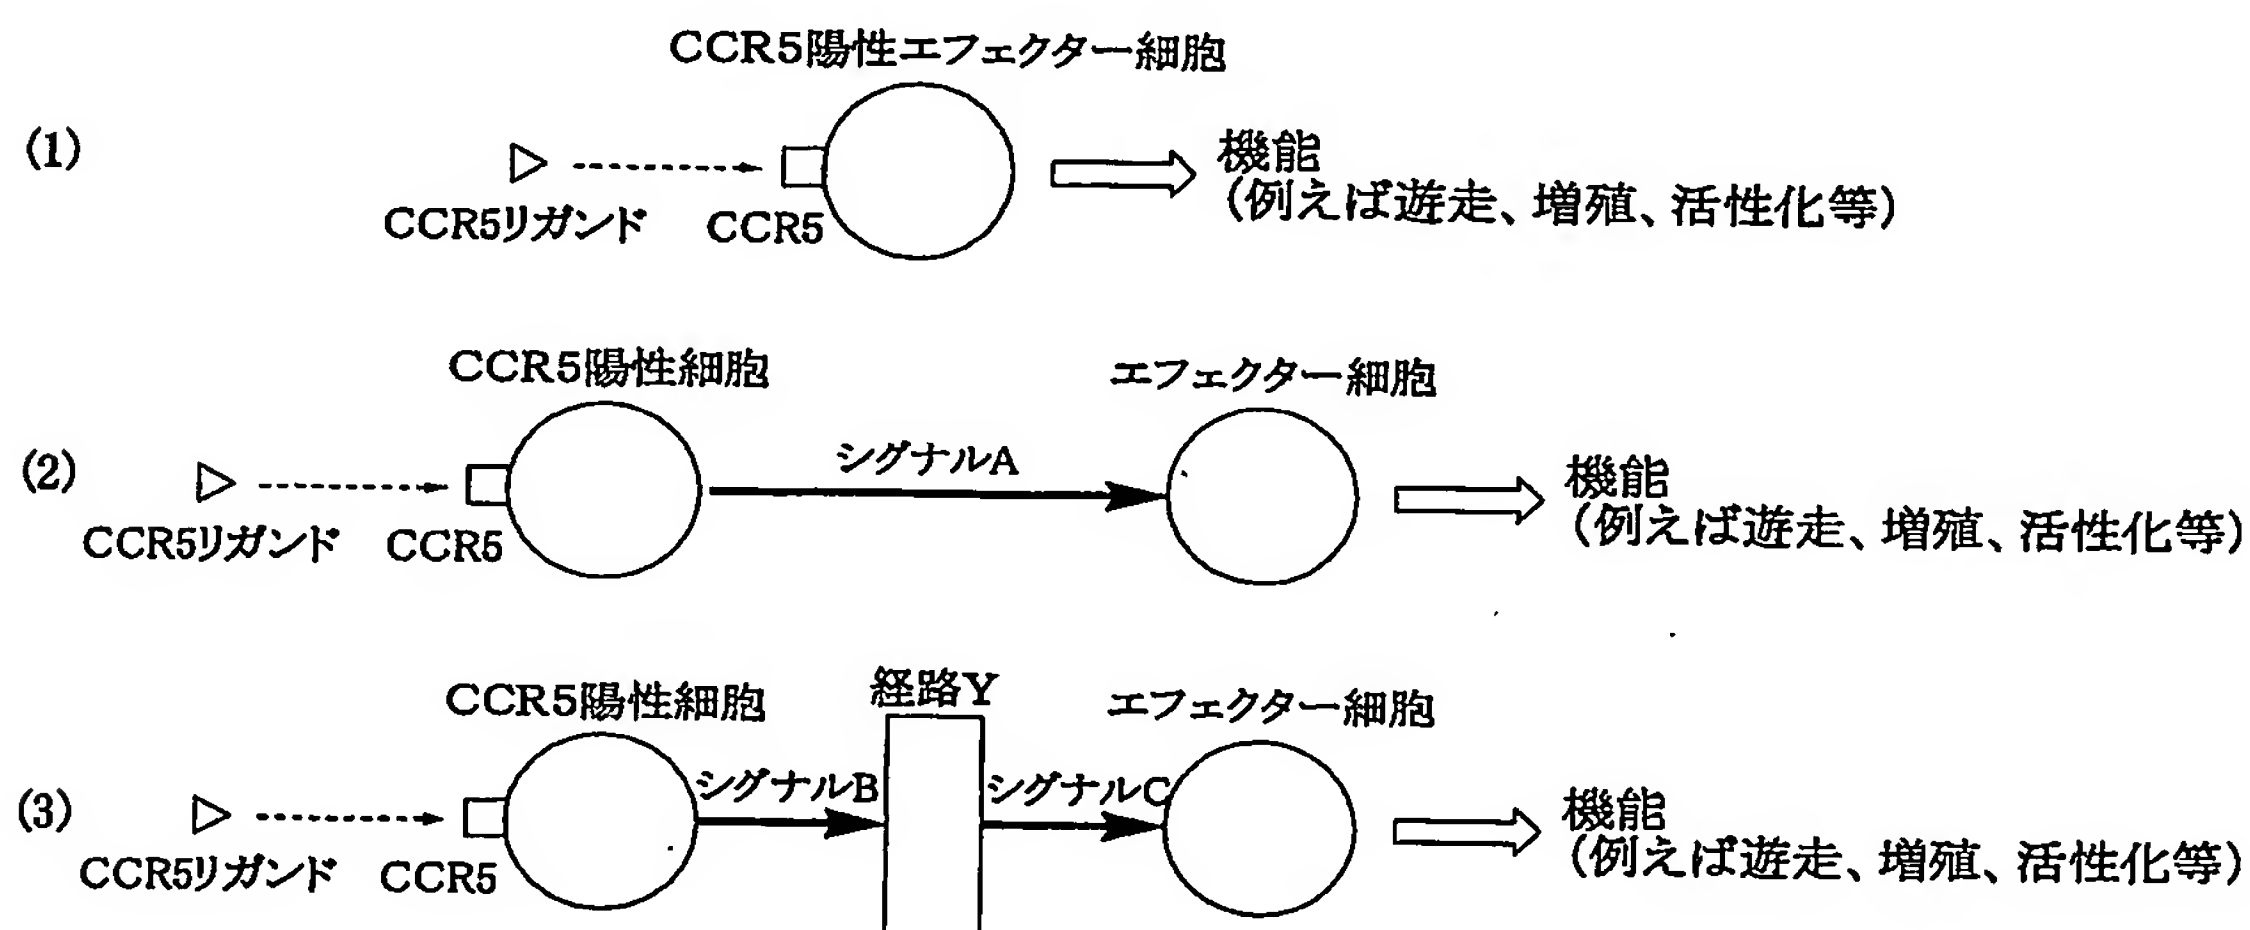 CCR5陽性エフェクター細胞
(1)
機能
CCR5リガンド CCR5
(例えば遊走、増殖、活性化等)
CCR5陽性細胞 エフェクター細胞
シグナルA
(2)
機能
CCR5リガンド CCR5
(例えば遊走、増殖、活性化等)
経路Y
CCR5陽性細胞 エフェクター細胞
シグナルB シグナルC
(3)
機能
CCR5リガンド CCR5
(例えば遊走、増殖、活性化等)